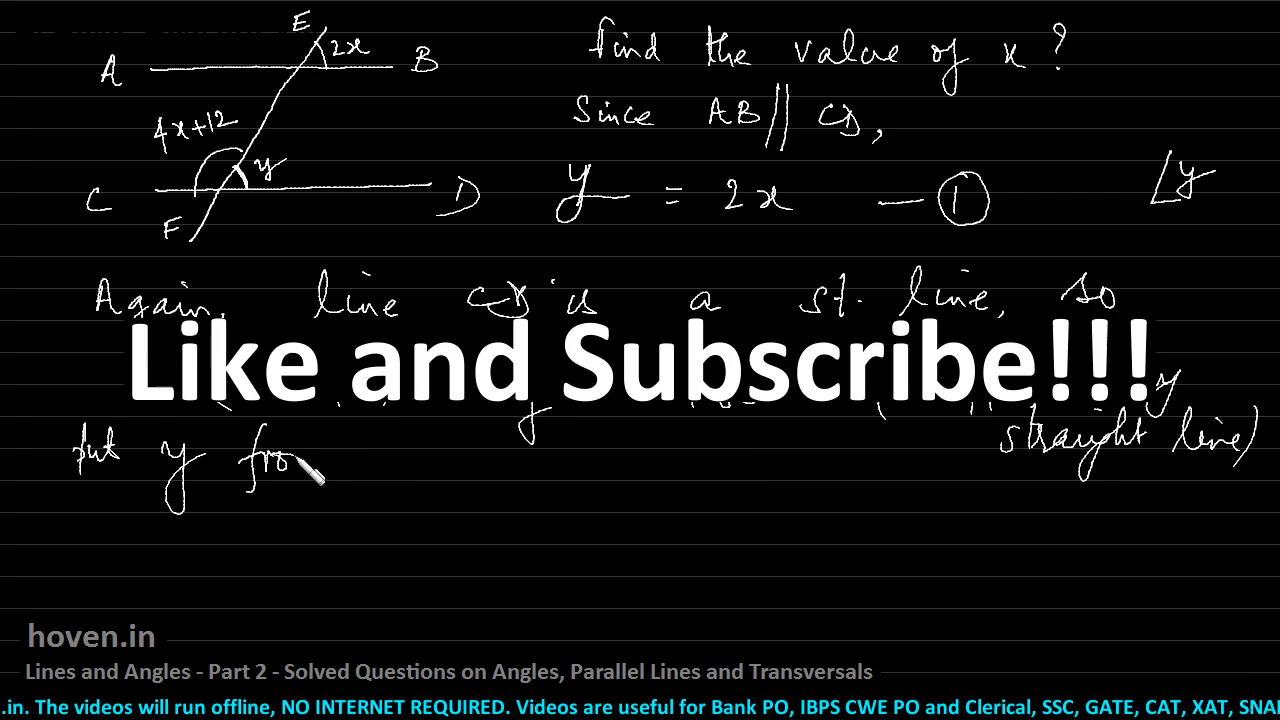 E
2x
A B
find the value of x?
Since AB || CD,
4x+12
y
C D
F
y = 2x — ①
∠y
Again, line CD is a st. line, so
Like and Subscribe!!!
y
straight line)
put y fro
hoven.in
Lines and Angles - Part 2 - Solved Questions on Angles, Parallel Lines and Transversals
.in. The videos will run offline, NO INTERNET REQUIRED. Videos are useful for Bank PO, IBPS CWE PO and Clerical, SSC, GATE, CAT, XAT, SNA